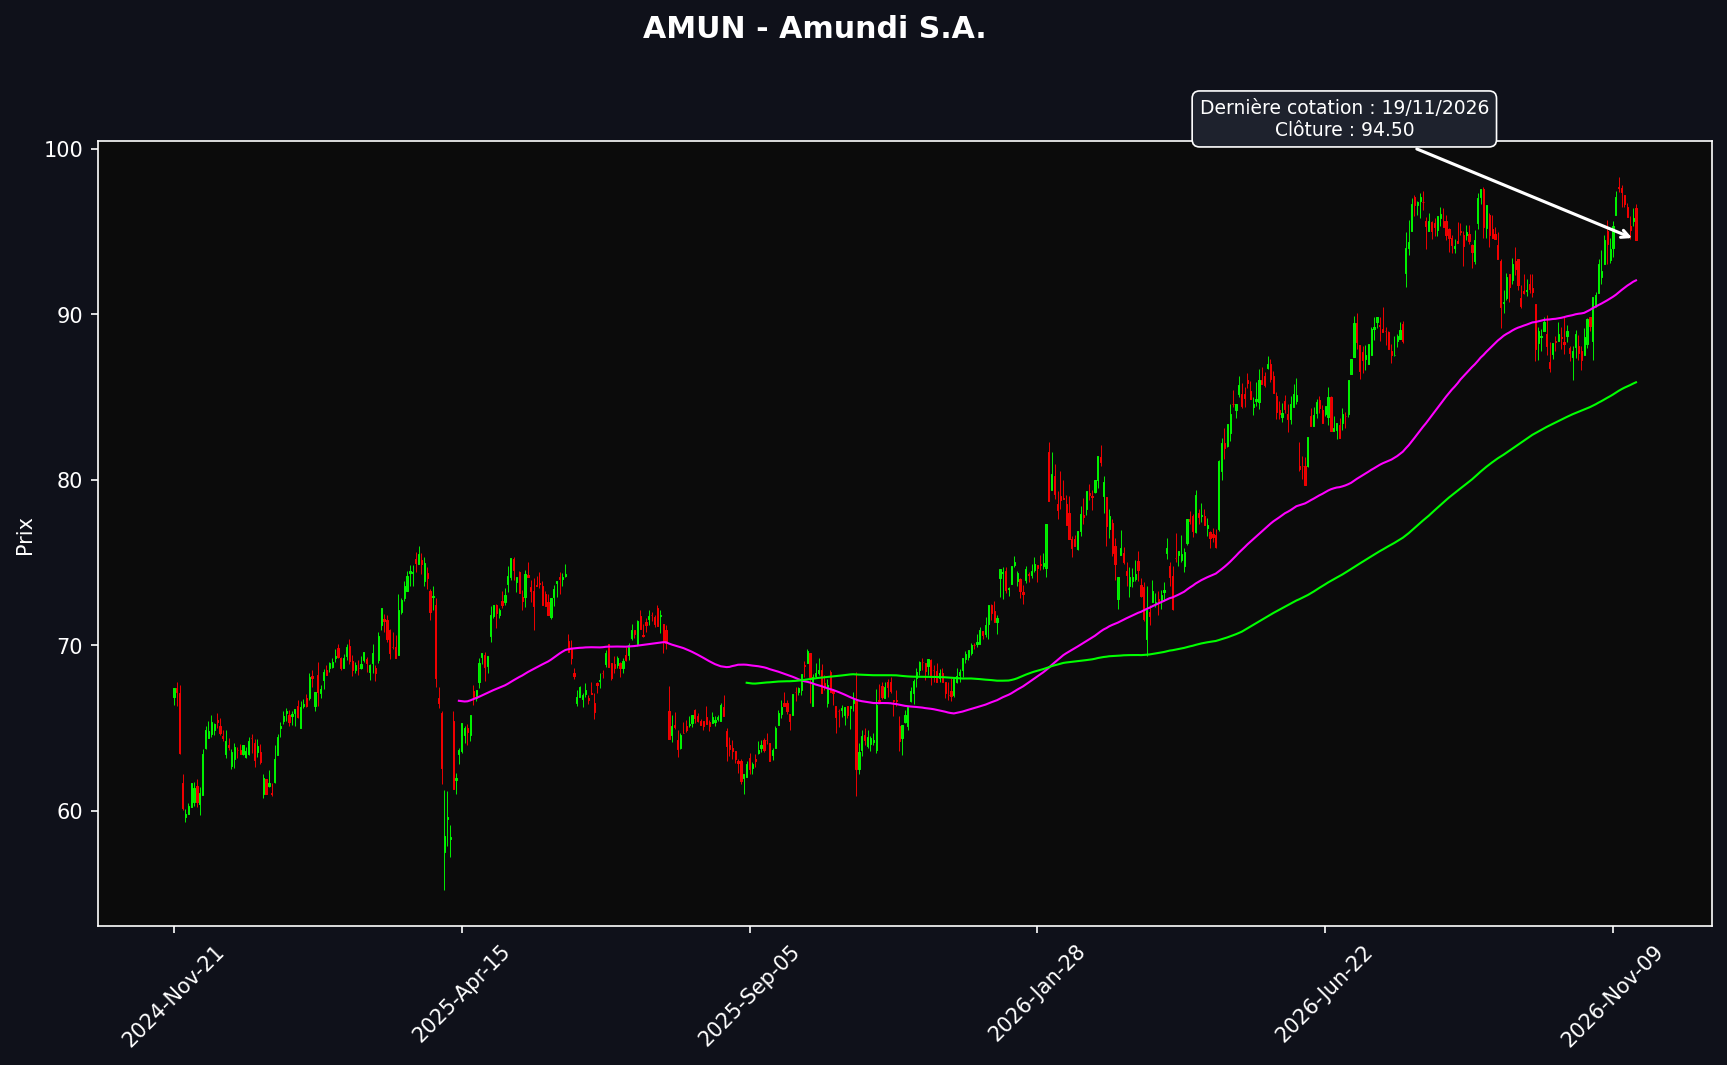 AMUN - Amundi S.A.
Dernière cotation : 19/11/2026
Clôture : 94.50
100
90
80
70
60
Prix
2024-Nov-21
2025-Apr-15
2025-Sep-05
2026-Jan-28
2026-Jun-22
2026-Nov-09